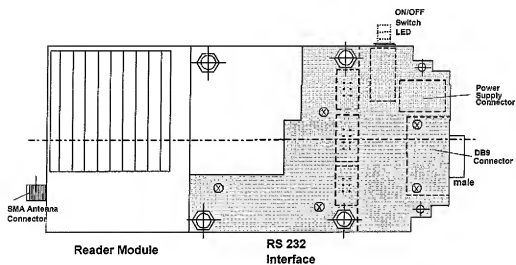 ON/OFF
Switch
LED
Power
Supply
Connector
DB9
Connector
male
SMA Antenna
Connector
Reader Module
RS 232
Interface